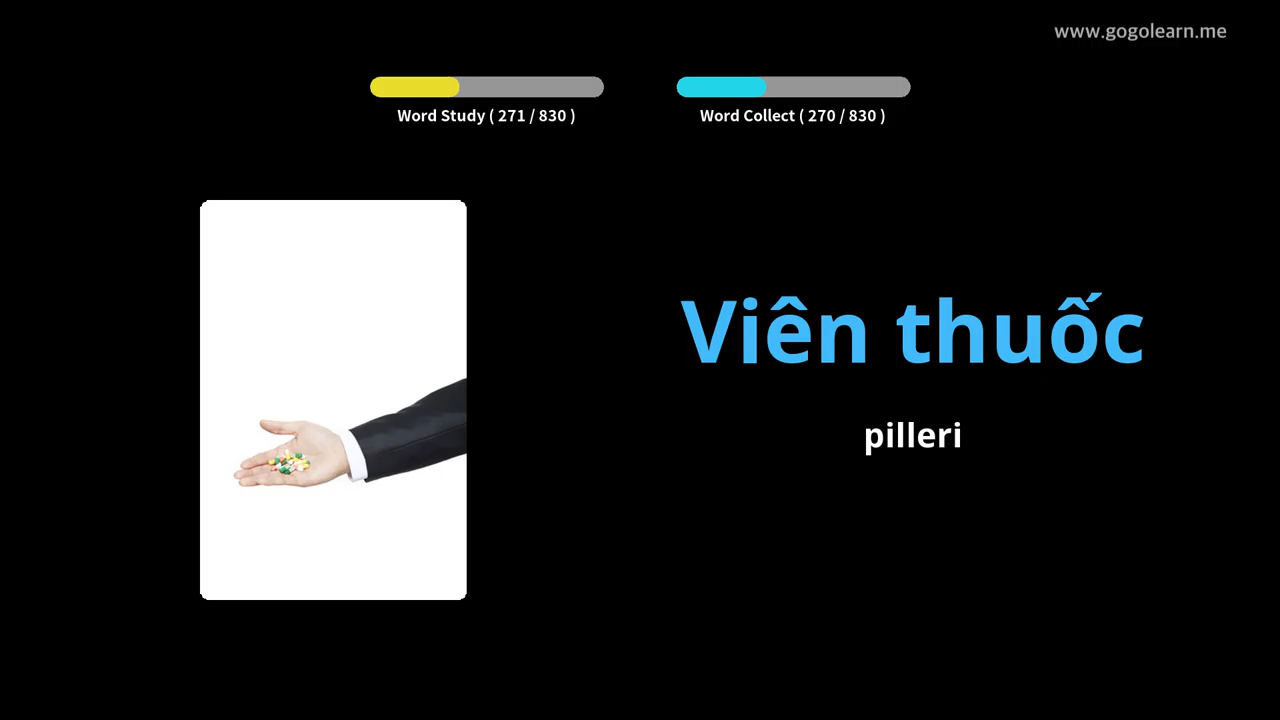 www.gogolearn.me
Word Study ( 271 / 830 )
Word Collect ( 270 / 830 )
Viên thuốc
pilleri